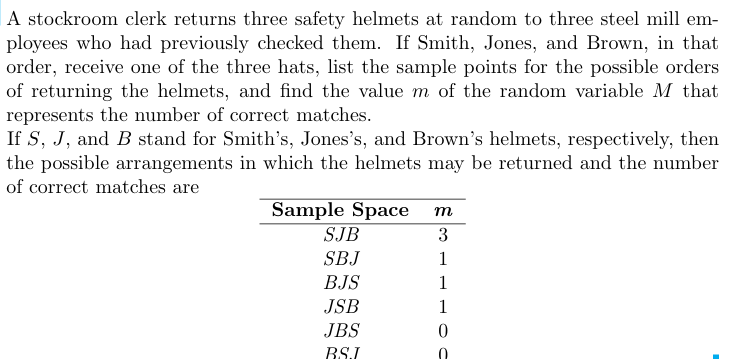 A stockroom clerk returns three safety helmets at random to three steel mill em-
ployees who had previously checked them. If Smith, Jones, and Brown, in that
order, receive one of the three hats, list the sample points for the possible orders
of returning the helmets, and find the value m of the random variable M that
represents the number of correct matches.
If S, J, and B stand for Smith's, Jones's, and Brown's helmets, respectively, then
the possible arrangements in which the helmets may be returned and the number
of correct matches are
Sample Space m
SJB 3
SBJ 1
BJS 1
JSB 1
JBS 0
BSJ 0